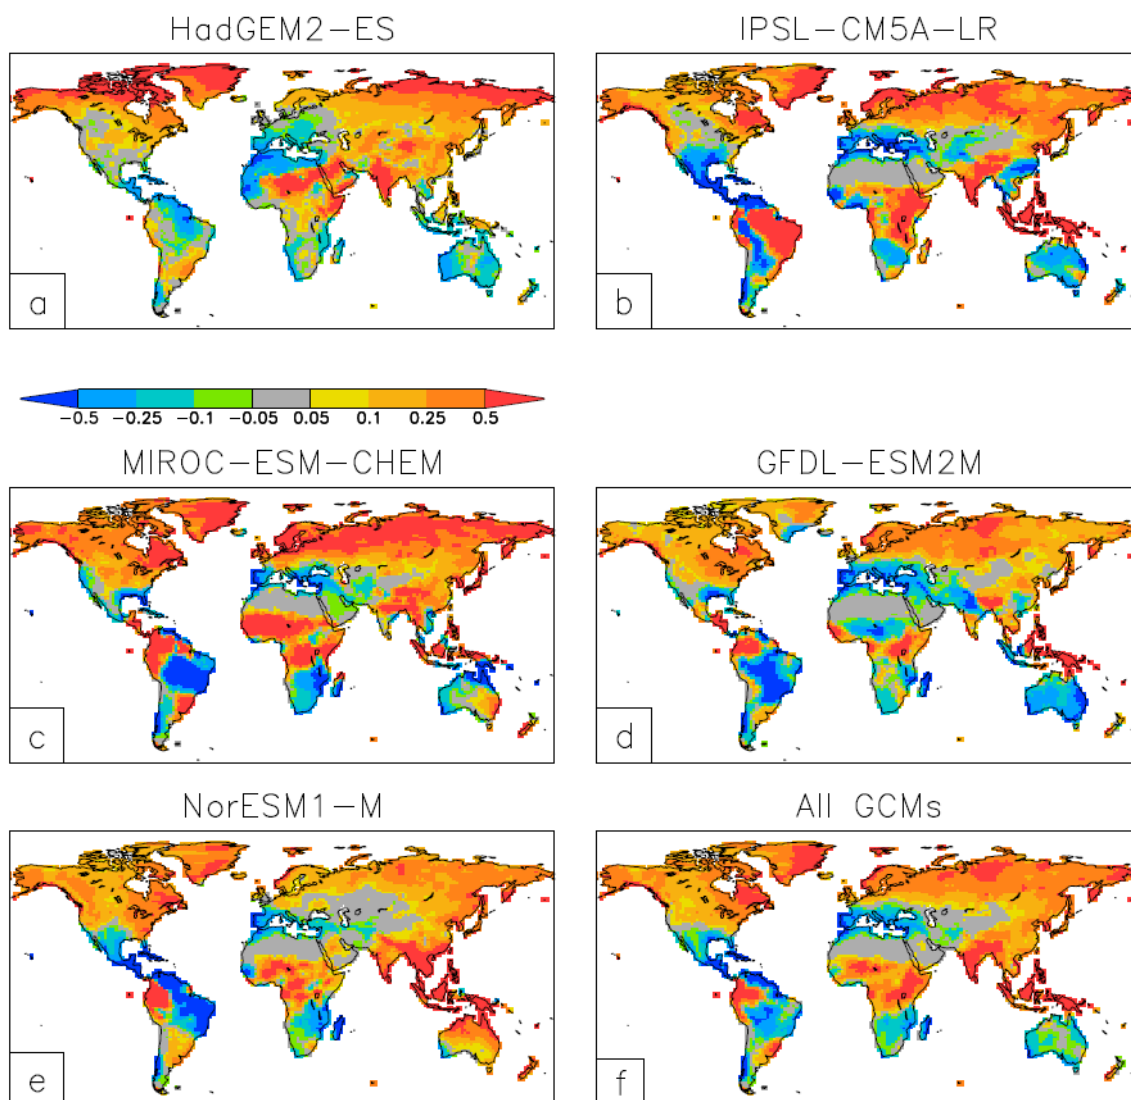 HadGEM2-ES
IPSL-CM5A-LR
a
b
-0.5 -0.25 -0.1 -0.05 0.05 0.1 0.25 0.5
MIROC-ESM-CHEM
GFDL-ESM2M
c
d
NorESM1-M
All GCMs
e
f